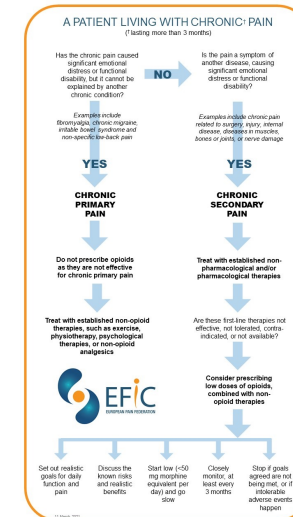 A PATIENT LIVING WITH CHRONIC† PAIN
(†lasting more than 3 months)
Has the chronic pain caused
significant emotional
distress or functional
disability, but it cannot be
explained by another
chronic condition?
NO
Is the pain a symptom of
another disease, causing
significant emotional
distress or functional
disability?
Examples include
fibromyalgia, chronic migraine,
irritable bowel syndrome and
non-specific low-back pain
Examples include chronic pain
related to surgery, injury, internal
disease, diseases in muscles,
bones or joints, or nerve damage
YES
YES
CHRONIC
PRIMARY
PAIN
CHRONIC
SECONDARY
PAIN
Do not prescribe opioids
as they are not effective
for chronic primary pain
Treat with established non-
pharmacological and/or
pharmacological therapies
Treat with established non-opioid
therapies, such as exercise,
physiotherapy, psychological
therapies, or non-opioid
analgesics
Are these first-line therapies not
effective, not tolerated, contra-
indicated, or not available?
EFIC
EUROPEAN PAIN FEDERATION
Consider prescribing
low doses of opioids,
combined with non-
opioid therapies
Set out realistic
goals for daily
function and
pain
Discuss the
known risks
and realistic
benefits
Start low (<50
mg morphine
equivalent per
day) and go
slow
Closely
monitor, at
least every
3 months
Stop if goals
agreed are not
being met, or if
intolerable
adverse events
happen